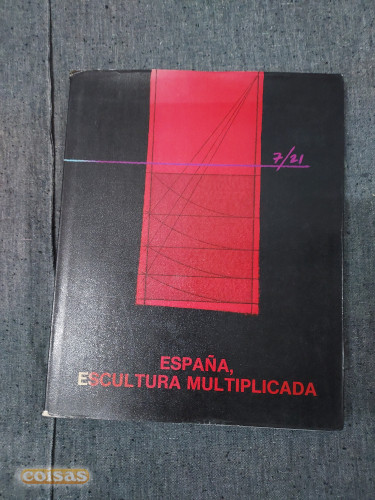 7/21
ESPAÑA,
ESCULTURA MULTIPLICADA
coisas